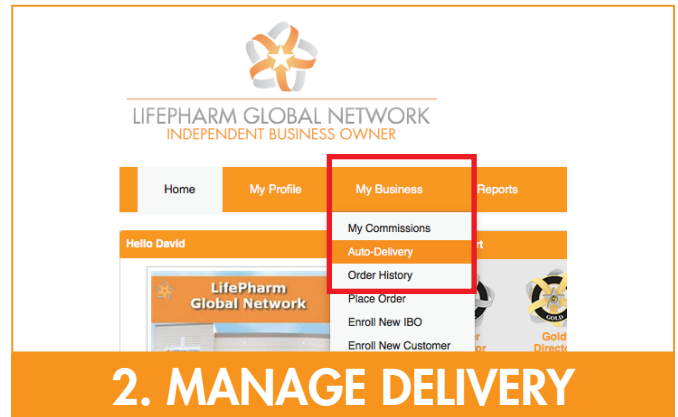 LIFEPHARM GLOBAL NETWORK
INDEPENDENT BUSINESS OWNER
Home My Profile My Business Reports
Hello David
My Commissions
Auto-Delivery
Order History
Place Order
Enroll New IBO
Enroll New Customer
LifePharm
Global Network
GOLD
Gold
2. MANAGE DELIVERY